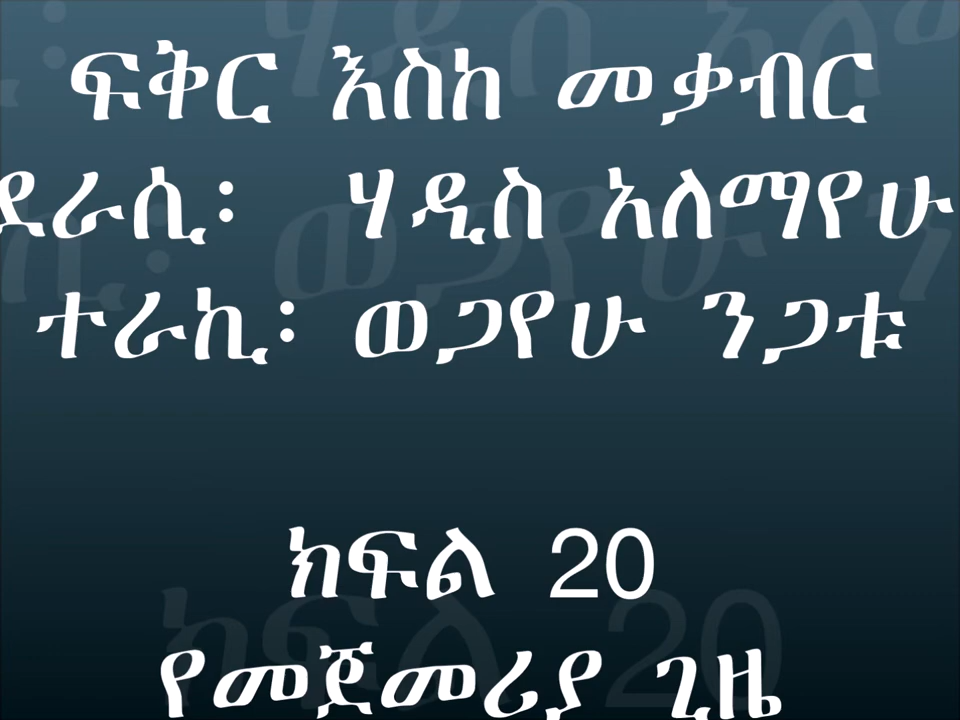 ፍቅር እስከ መቃብር
ደራሲ፡ ሃዲስ አለማየሁ
ተራኪ፡ ወጋየሁ ንጋቱ
ክፍል 20
የመጀመሪያ ጊዜ